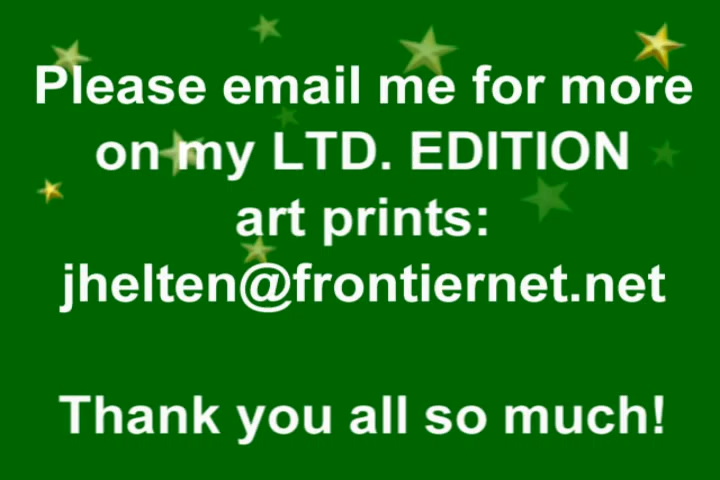 Please email me for more
on my LTD. EDITION
art prints:
jhelten@frontiernet.net
Thank you all so much!